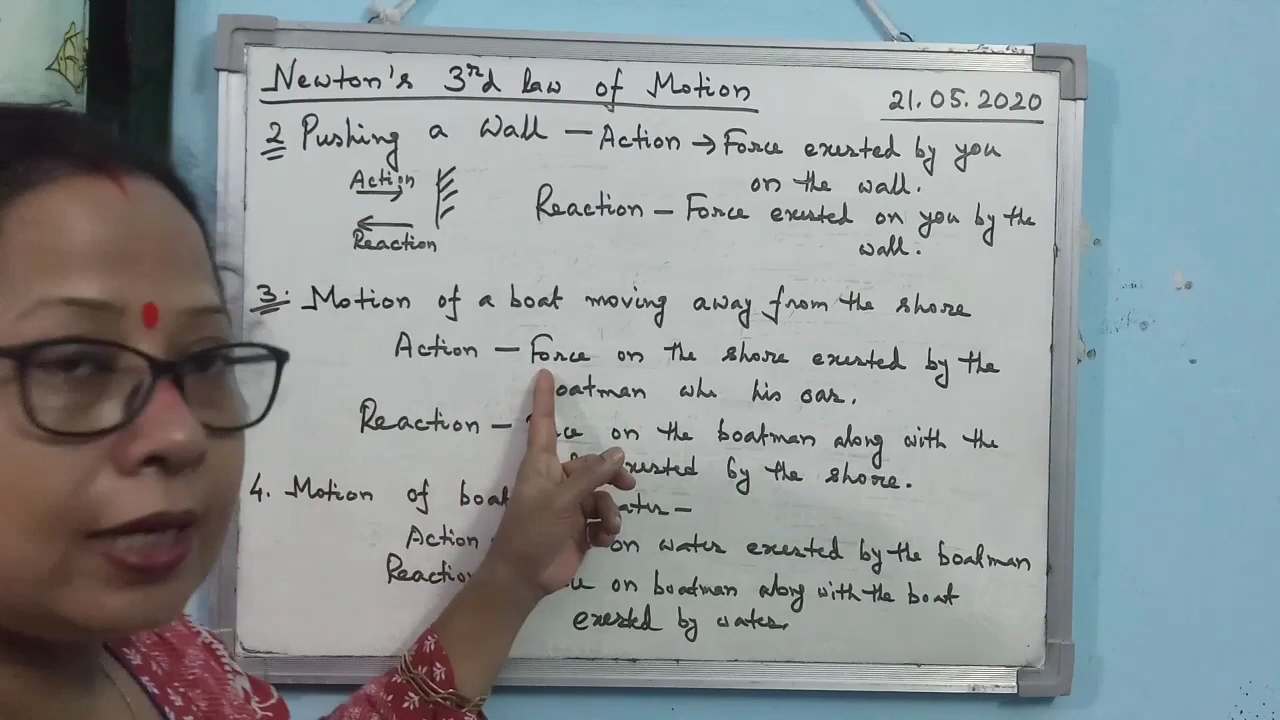 Newton's 3rd law of Motion
21.05.2020
2 Pushing a Wall – Action → Force exerted by you
on the wall.
Action
Reaction – Force exerted on you by the
Reaction
wall.
3. Motion of a boat moving away from the shore
Action – Force on the shore exerted by the
oatman his oar.
Reaction – on the boatman along with the
exerted by the shore.
4. Motion of boat water –
Action on water exerted by the boatman
Reaction on boatman along with the boat
exerted by water.